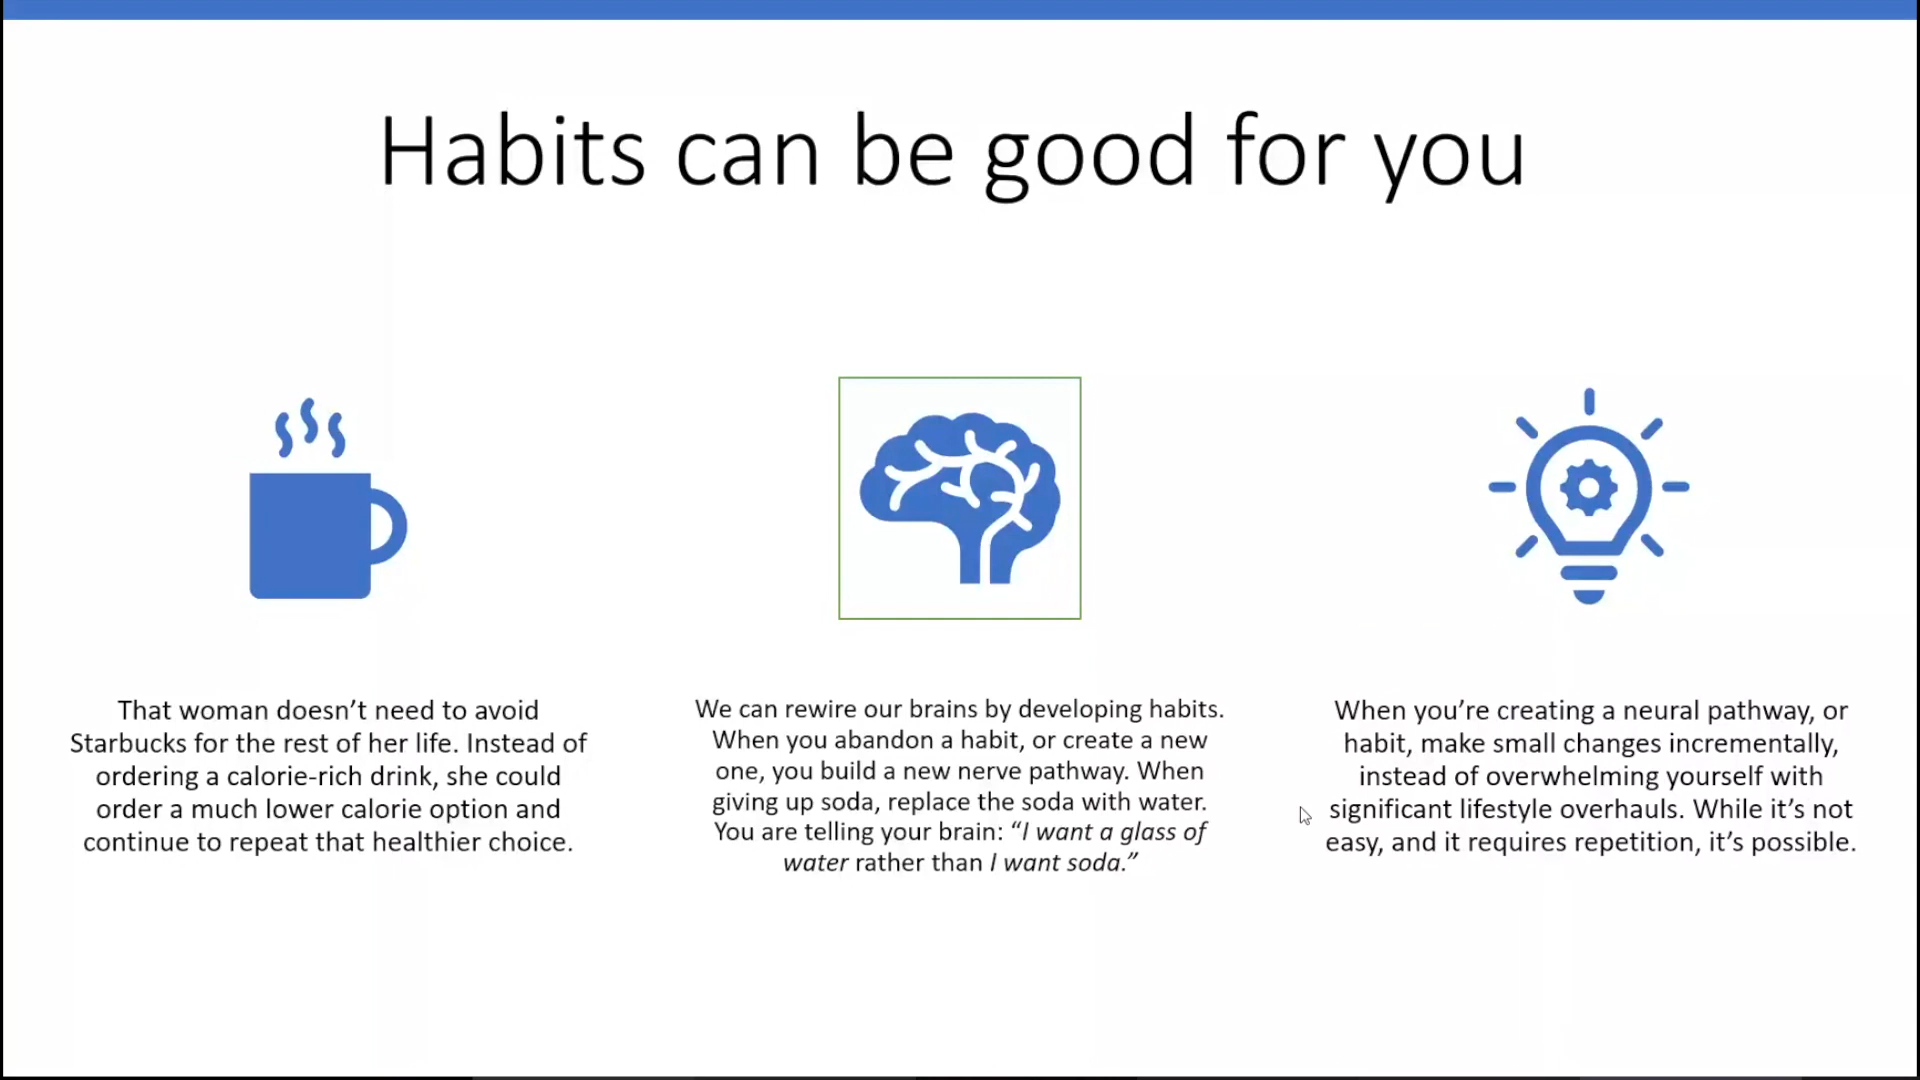 Habits can be good for you
That woman doesn’t need to avoid
Starbucks for the rest of her life. Instead of
ordering a calorie-rich drink, she could
order a much lower calorie option and
continue to repeat that healthier choice.
We can rewire our brains by developing habits.
When you abandon a habit, or create a new
one, you build a new nerve pathway. When
giving up soda, replace the soda with water.
You are telling your brain: “I want a glass of
water rather than I want soda.”
When you’re creating a neural pathway, or
habit, make small changes incrementally,
instead of overwhelming yourself with
significant lifestyle overhauls. While it’s not
easy, and it requires repetition, it’s possible.